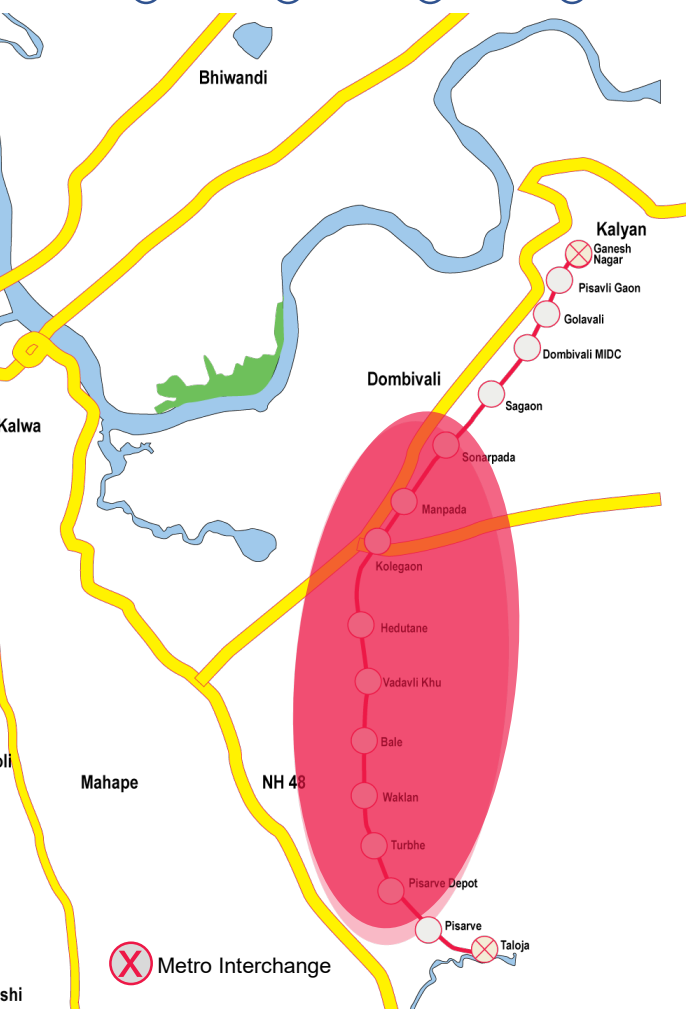 Bhiwandi
Kalyan
Ganesh
Nagar
Pisavli Gaon
Golavali
Dombivali MIDC
Dombivali
Sagaon
Kalwa
Sonarpada
Manpada
Kolegaon
Hedutane
Vadavli Khu
Bale
oli
Mahape
NH 48
Waklan
Turbhe
Pisarve Depot
Pisarve
Taloja
X Metro Interchange
shi